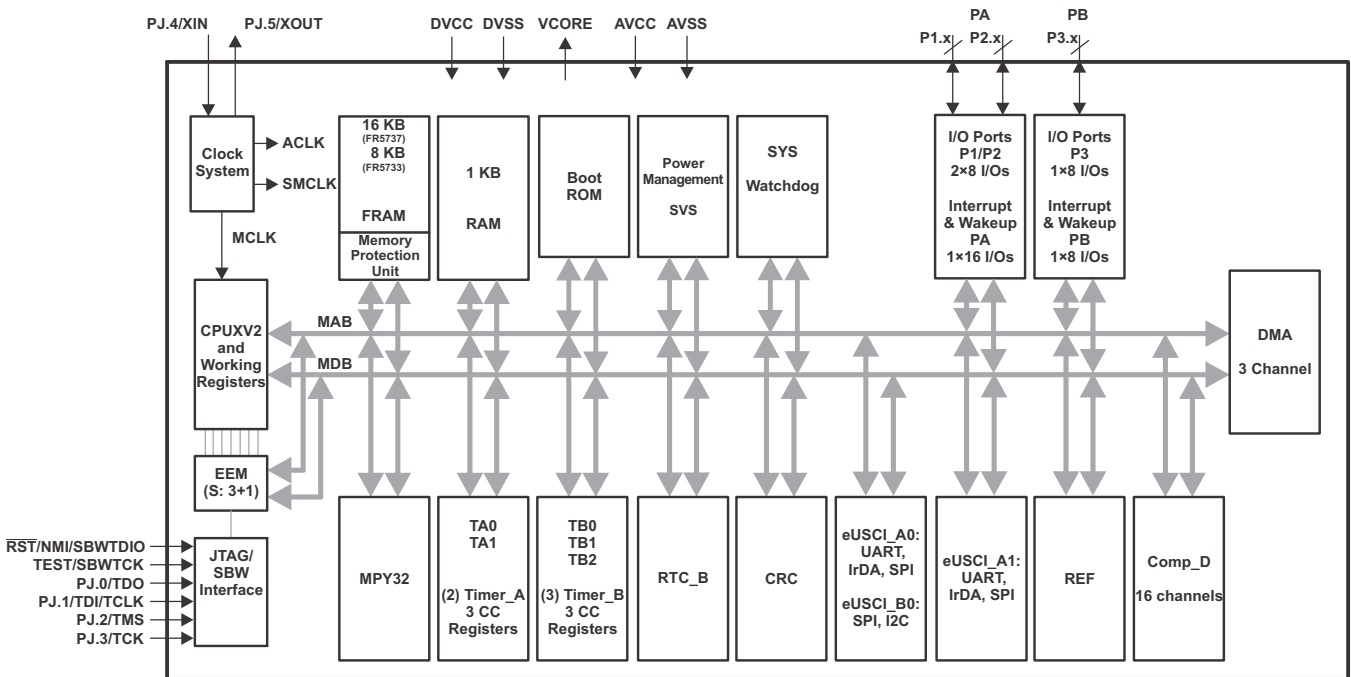 PJ.4/XIN
PJ.5/XOUT
DVCC
DVSS
VCORE
AVCC
AVSS
PA
P1.x
P2.x
PB
P3.x
Clock
System
ACLK
SMCLK
MCLK
16 KB
(FR5737)
8 KB
(FR5733)
FRAM
Memory
Protection
Unit
1 KB
RAM
Boot
ROM
Power
Management
SVS
SYS
Watchdog
I/O Ports
P1/P2
2×8 I/Os
Interrupt
& Wakeup
PA
1×16 I/Os
I/O Ports
P3
1×8 I/Os
Interrupt
& Wakeup
PB
1×8 I/Os
CPUXV2
and
Working
Registers
MAB
MDB
DMA
3 Channel
EEM
(S: 3+1)
RST/NMI/SBWTDIO
TEST/SBWTCK
PJ.0/TDO
PJ.1/TDI/TCLK
PJ.2/TMS
PJ.3/TCK
JTAG/
SBW
Interface
MPY32
TA0
TA1
(2) Timer_A
3 CC
Registers
TB0
TB1
TB2
(3) Timer_B
3 CC
Registers
RTC_B
CRC
eUSCI_A0:
UART,
IrDA, SPI
eUSCI_B0:
SPI, I2C
eUSCI_A1:
UART,
IrDA, SPI
REF
Comp_D
16 channels